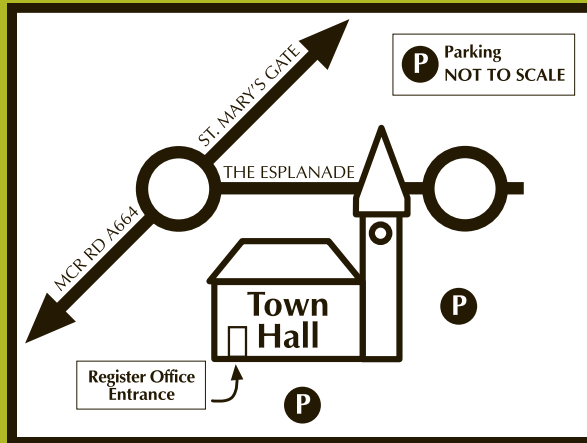 P Parking
NOT TO SCALE
ST. MARY'S GATE
THE ESPLANADE
MCR RD A664
Town
Hall
P
Register Office
Entrance
P